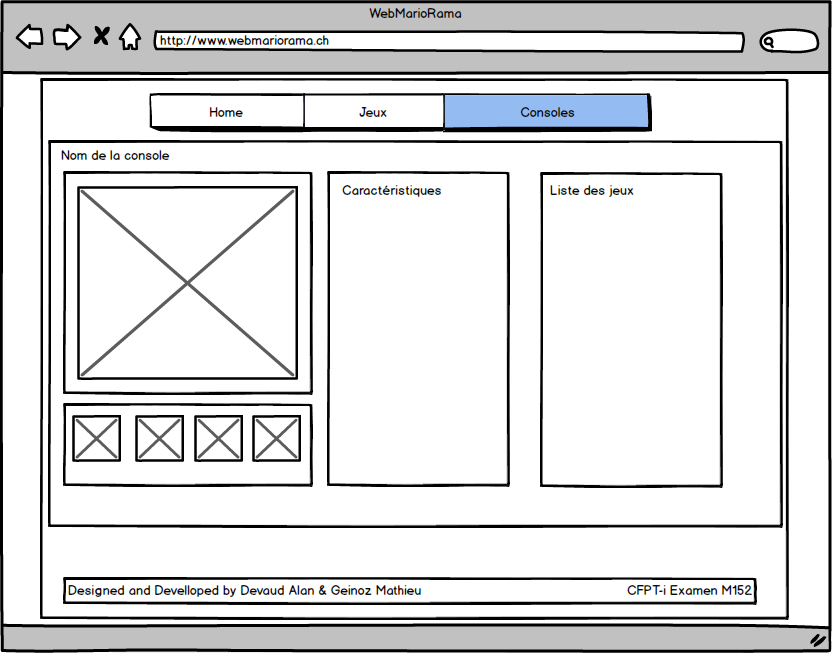 WebMarioRama
http://www.webmariorama.ch
Home Jeux Consoles
Nom de la console
Caractéristiques
Liste des jeux
Designed and Develloped by Devaud Alan & Geinoz Mathieu CFPT-i Examen M152